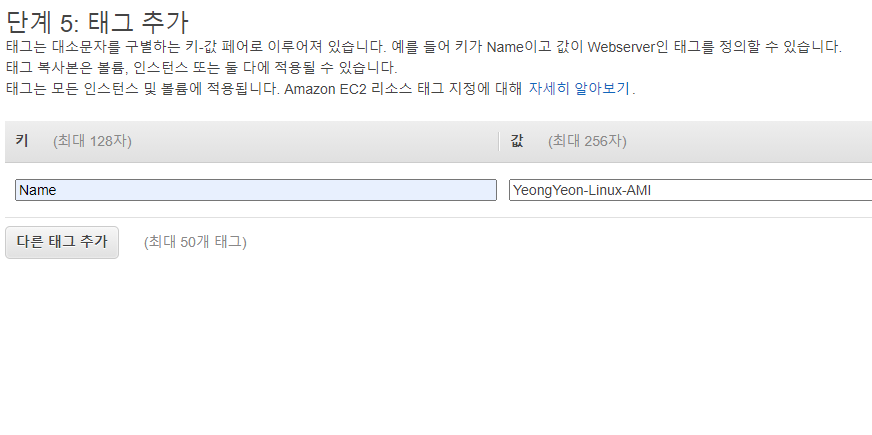 단계 5: 태그 추가
태그는 대소문자를 구별하는 키-값 페어로 이루어져 있습니다. 예를 들어 키가 Name이고 값이 Webserver인 태그를 정의할 수 있습니다.
태그 복사본은 볼륨, 인스턴스 또는 둘 다에 적용될 수 있습니다.
태그는 모든 인스턴스 및 볼륨에 적용됩니다. Amazon EC2 리소스 태그 지정에 대해 자세히 알아보기.
키 (최대 128자) 값 (최대 256자)
Name YeongYeon-Linux-AMI
다른 태그 추가 (최대 50개 태그)